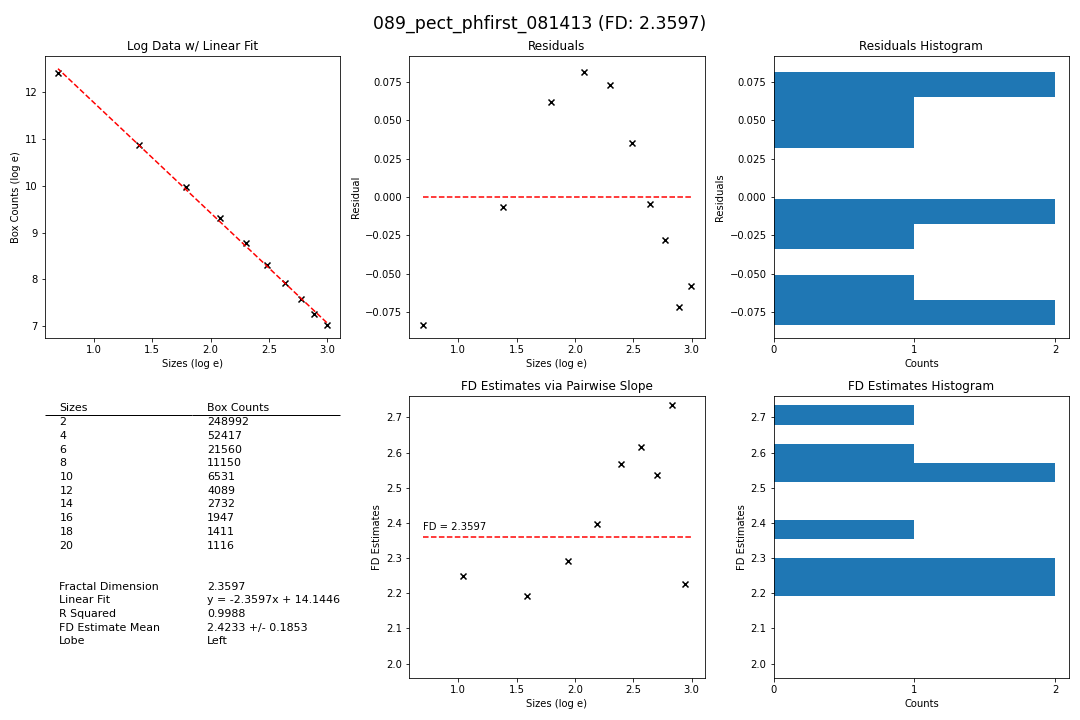 089_pect_phfirst_081413 (FD: 2.3597)
Log Data w/ Linear Fit
Box Counts (log e)
12
11
10
9
8
7
1.0 1.5 2.0 2.5 3.0
Sizes (log e)
Residuals
Residual
0.075
0.050
0.025
0.000
−0.025
−0.050
−0.075
1.0 1.5 2.0 2.5 3.0
Sizes (log e)
Residuals Histogram
Residuals
0.075
0.050
0.025
0.000
−0.025
−0.050
−0.075
0 1 2
Counts
Sizes Box Counts
2 248992
4 52417
6 21560
8 11150
10 6531
12 4089
14 2732
16 1947
18 1411
20 1116
Fractal Dimension 2.3597
Linear Fit y = -2.3597x + 14.1446
R Squared 0.9988
FD Estimate Mean 2.4233 +/- 0.1853
Lobe Left
FD Estimates via Pairwise Slope
FD Estimates
2.7
2.6
2.5
2.4
2.3
2.2
2.1
2.0
FD = 2.3597
1.0 1.5 2.0 2.5 3.0
Sizes (log e)
FD Estimates Histogram
FD Estimates
2.7
2.6
2.5
2.4
2.3
2.2
2.1
2.0
0 1 2
Counts